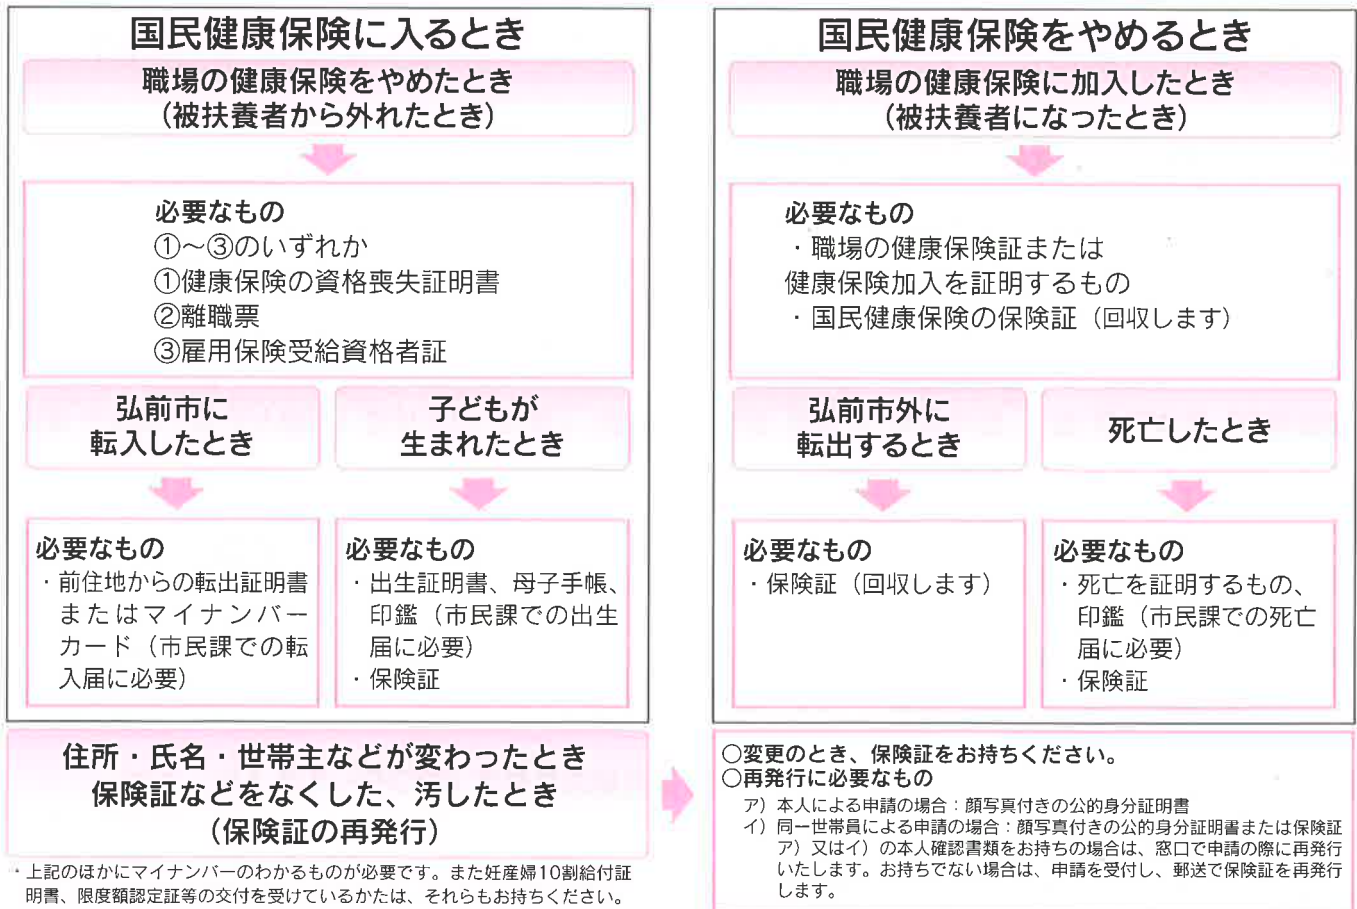 国民健康保険に入るとき
職場の健康保険をやめたとき
（被扶養者から外れたとき）
必要なもの
①～③のいずれか
①健康保険の資格喪失証明書
②離職票
③雇用保険受給資格者証
弘前市に
転入したとき
必要なもの
・前住地からの転出証明書
またはマイナンバー
カード（市民課での転
入届に必要）
子どもが
生まれたとき
必要なもの
・出生証明書、母子手帳、
印鑑（市民課での出生
届に必要）
・保険証
国民健康保険をやめるとき
職場の健康保険に加入したとき
（被扶養者になったとき）
必要なもの
・職場の健康保険証または
健康保険加入を証明するもの
・国民健康保険の保険証（回収します）
弘前市外に
転出するとき
必要なもの
・保険証（回収します）
死亡したとき
必要なもの
・死亡を証明するもの、
印鑑（市民課での死亡
届に必要）
・保険証
住所・氏名・世帯主などが変わったとき
保険証などをなくした、汚したとき
（保険証の再発行）
○変更のとき、保険証をお持ちください。
○再発行に必要なもの
ア）本人による申請の場合：顔写真付きの公的身分証明書
イ）同一世帯員による申請の場合：顔写真付きの公的身分証明書または保険証
ア）又はイ）の本人確認書類をお持ちの場合は、窓口で申請の際に再発行
いたします。お持ちでない場合は、申請を受付し、郵送で保険証を再発行
します。
・上記のほかにマイナンバーのわかるものが必要です。また妊産婦10割給付証
明書、限度額認定証等の交付を受けているかたは、それらもお持ちください。